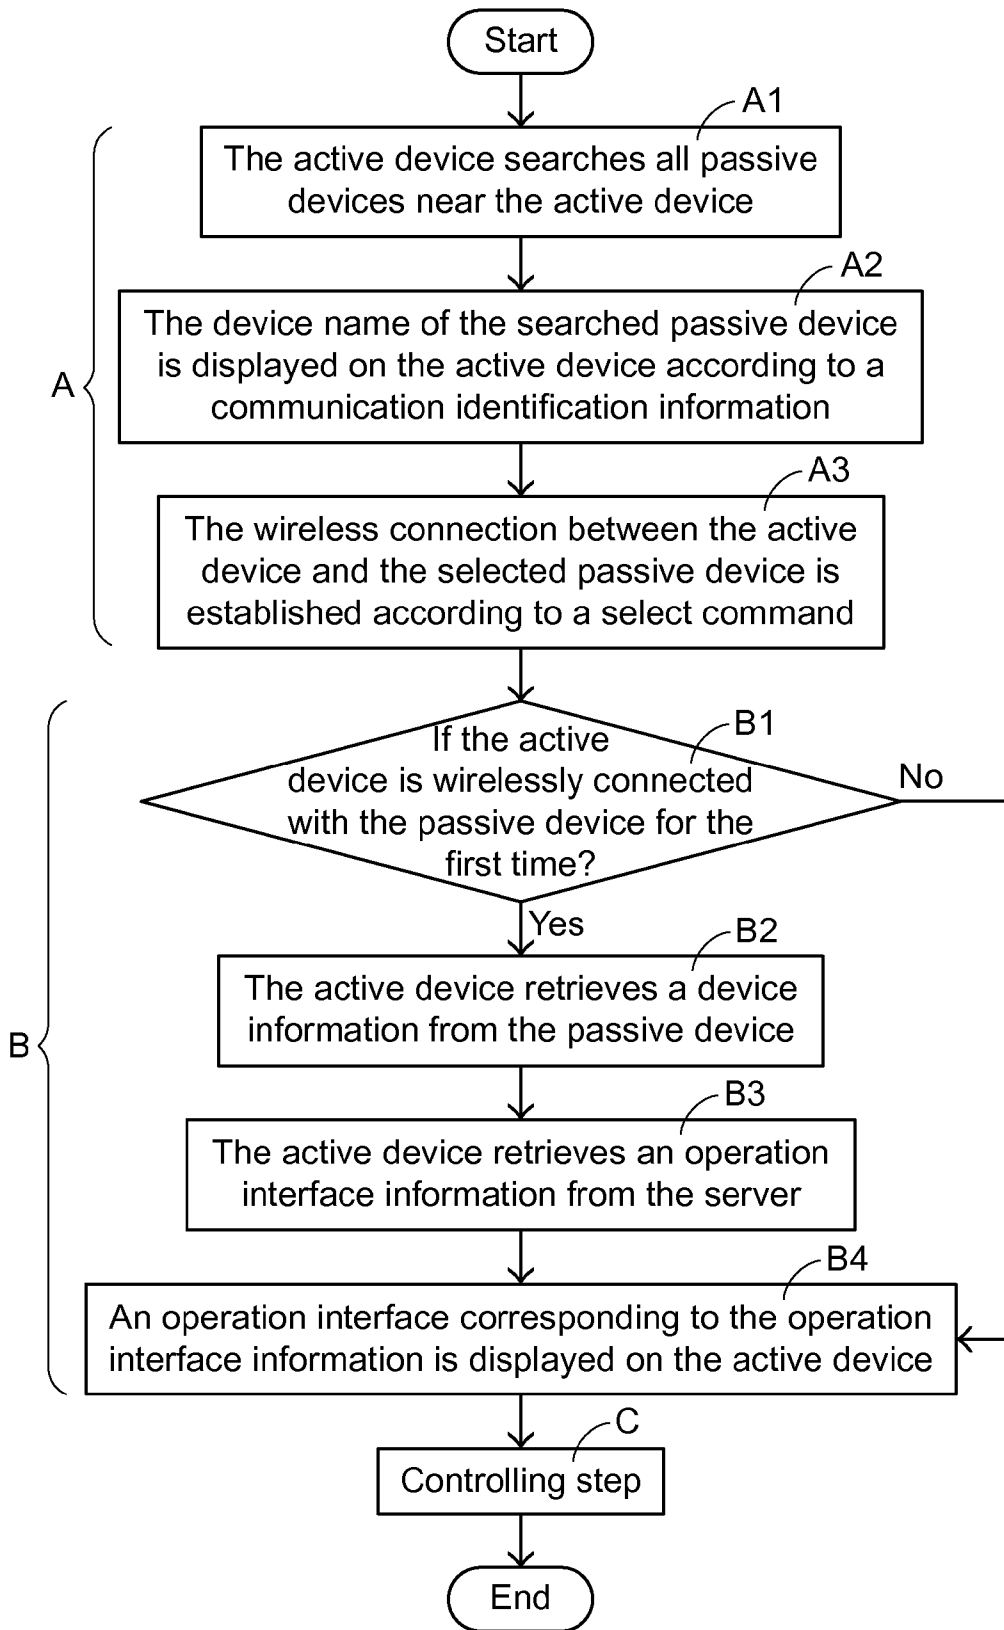 Start
A1
The active device searches all passive
devices near the active device
A2
The device name of the searched passive device
is displayed on the active device according to a
communication identification information
A
A3
The wireless connection between the active
device and the selected passive device is
established according to a select command
B1
If the active
device is wirelessly connected
with the passive device for the
first time?
No
Yes
B2
The active device retrieves a device
information from the passive device
B
B3
The active device retrieves an operation
interface information from the server
B4
An operation interface corresponding to the operation
interface information is displayed on the active device
C
Controlling step
End